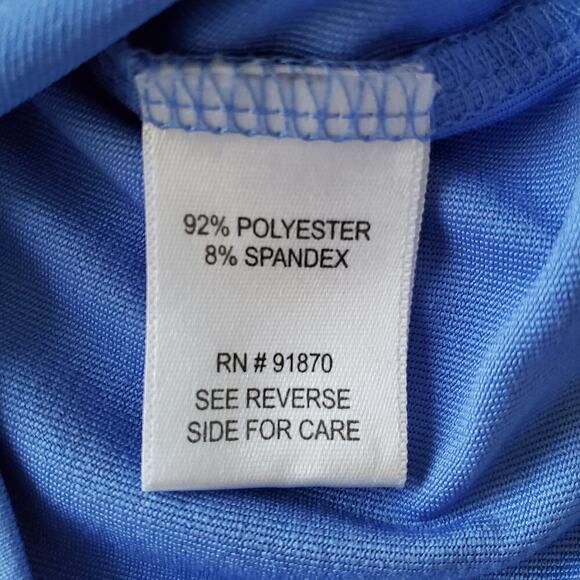 92% POLYESTER
8% SPANDEX
RN # 91870
SEE REVERSE
SIDE FOR CARE